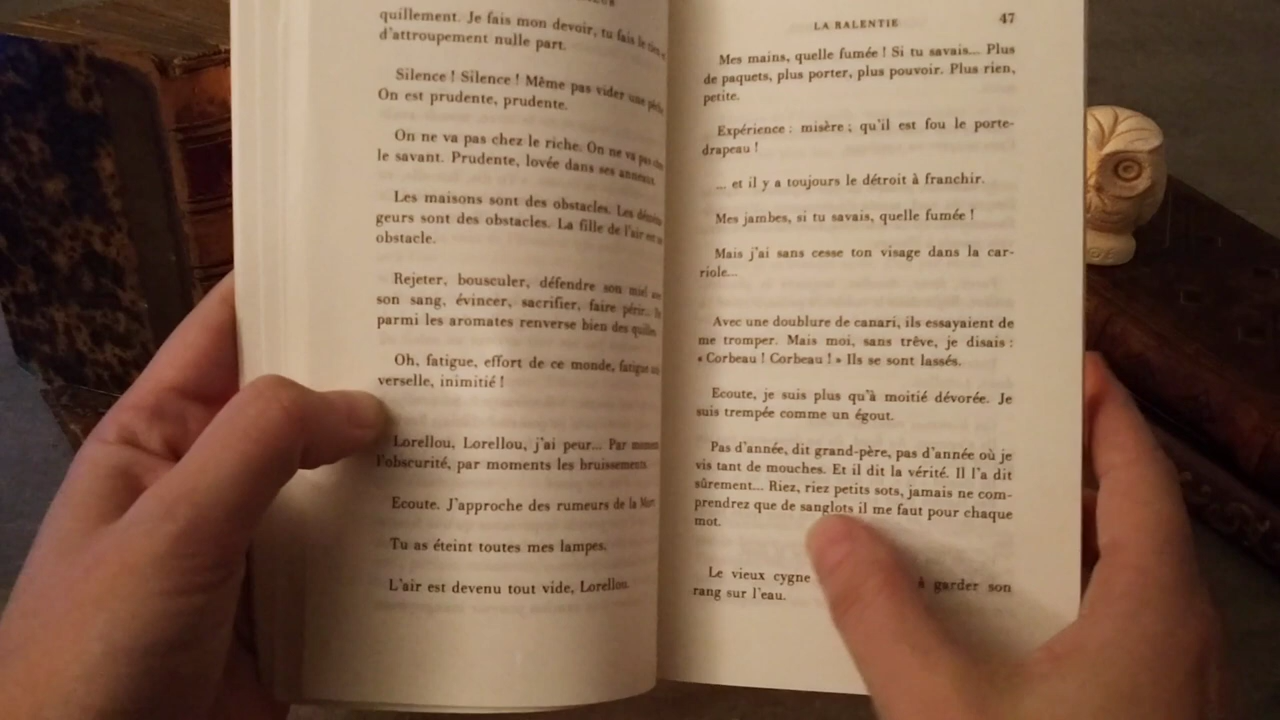 quillement. Je fais mon devoir, tu fais le tien et
d'attroupement nulle part.
Silence ! Silence ! Même pas vider une
On est prudente, prudente.
On ne va pas chez le riche. On ne va pas chez
le savant. Prudente, lovée dans ses anneaux.
Les maisons sont des obstacles. Les
geurs sont des obstacles. La fille de l'air est
obstacle.
Rejeter, bousculer, défendre son miel
son sang, évincer, sacrifier, faire périr...
parmi les aromates renverse bien des quilles.
Oh, fatigue, effort de ce monde, fatigue
verselle, inimitié !
Lorellou, Lorellou, j'ai peur... Par moments
l'obscurité, par moments les bruissements.
Ecoute. J'approche des rumeurs de la Mort.
Tu as éteint toutes mes lampes.
L'air est devenu tout vide, Lorellou.
LA RALENTIE 47
Mes mains, quelle fumée ! Si tu savais... Plus
de paquets, plus porter, plus pouvoir. Plus rien,
petite.
Expérience : misère ; qu'il est fou le porte-
drapeau !
... et il y a toujours le détroit à franchir.
Mes jambes, si tu savais, quelle fumée !
Mais j'ai sans cesse ton visage dans la car-
riole...
Avec une doublure de canari, ils essayaient de
me tromper. Mais moi, sans trêve, je disais :
« Corbeau ! Corbeau ! » Ils se sont lassés.
Ecoute, je suis plus qu'à moitié dévorée. Je
suis trempée comme un égout.
Pas d'année, dit grand-père, pas d'année où je
vis tant de mouches. Et il dit la vérité. Il l'a dit
sûrement... Riez, riez petits sots, jamais ne com-
prendrez que de sanglots il me faut pour chaque
mot.
Le vieux cygne à garder son
rang sur l'eau.